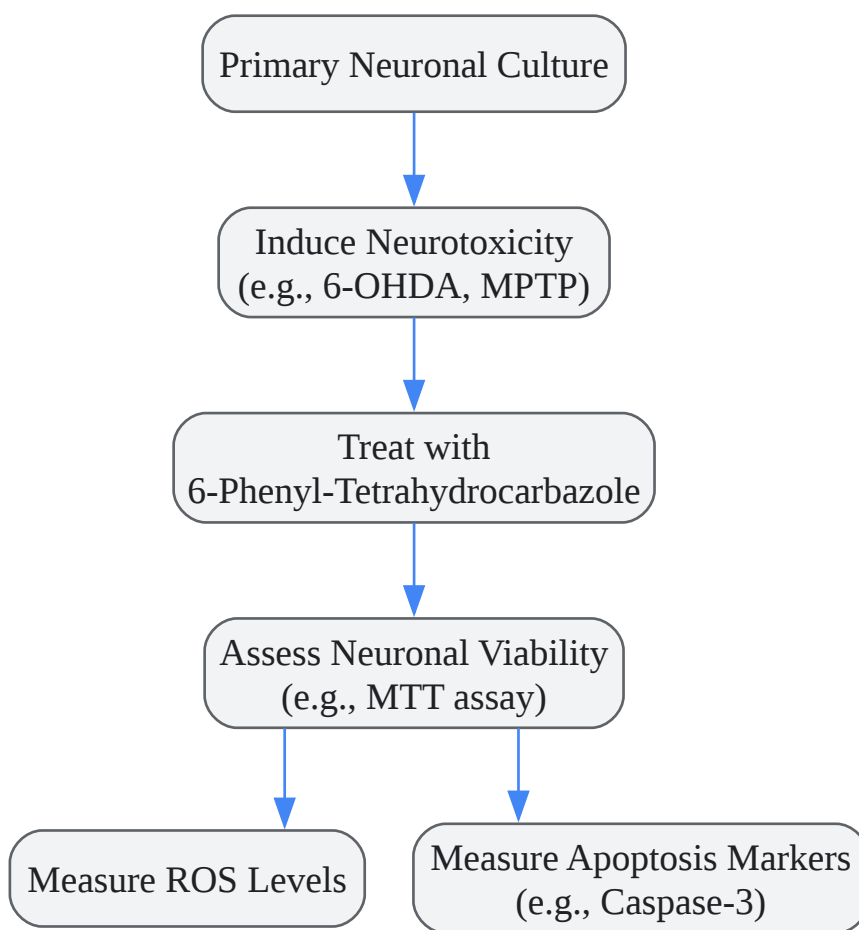 Primary Neuronal Culture
Induce Neurotoxicity
(e.g., 6-OHDA, MPTP)
Treat with
6-Phenyl-Tetrahydrocarbazole
Assess Neuronal Viability
(e.g., MTT assay)
Measure ROS Levels
Measure Apoptosis Markers
(e.g., Caspase-3)